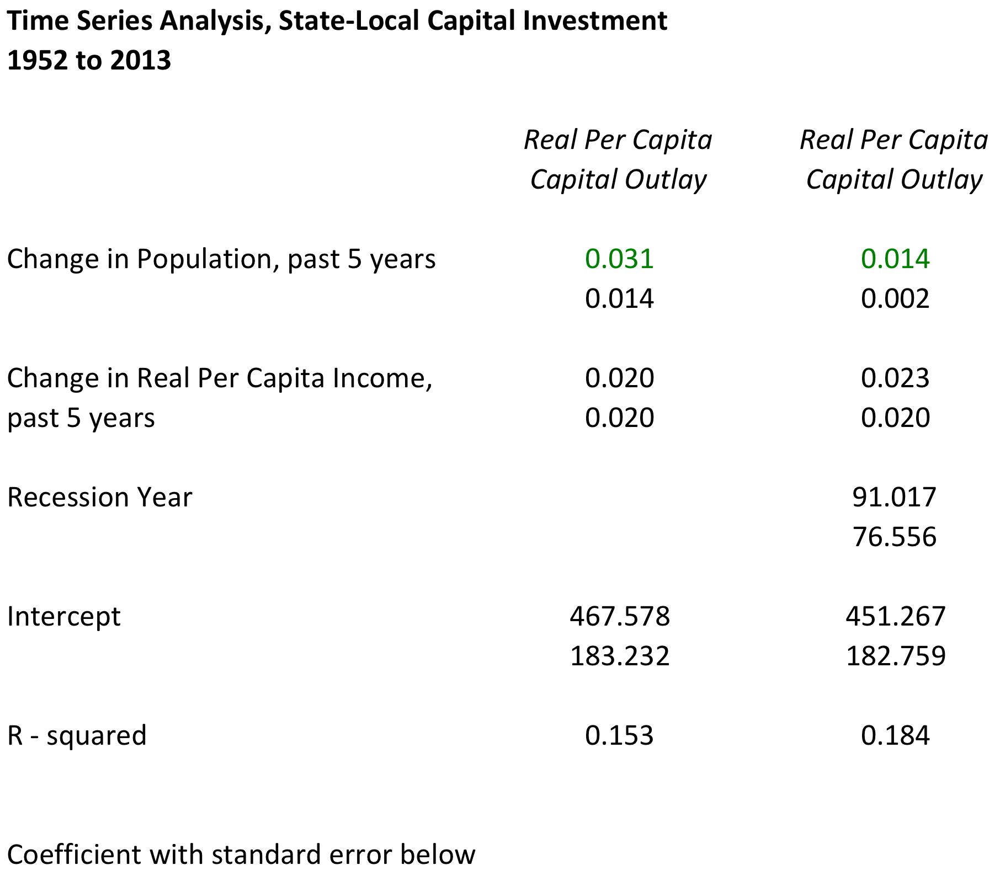 Time Series Analysis, State-Local Capital Investment
1952 to 2013
Real Per Capita Real Per Capita
Capital Outlay Capital Outlay
Change in Population, past 5 years 0.031 0.014
0.014 0.002
Change in Real Per Capita Income, 0.020 0.023
past 5 years 0.020 0.020
Recession Year 91.017
76.556
Intercept 467.578 451.267
183.232 182.759
R - squared 0.153 0.184
Coefficient with standard error below